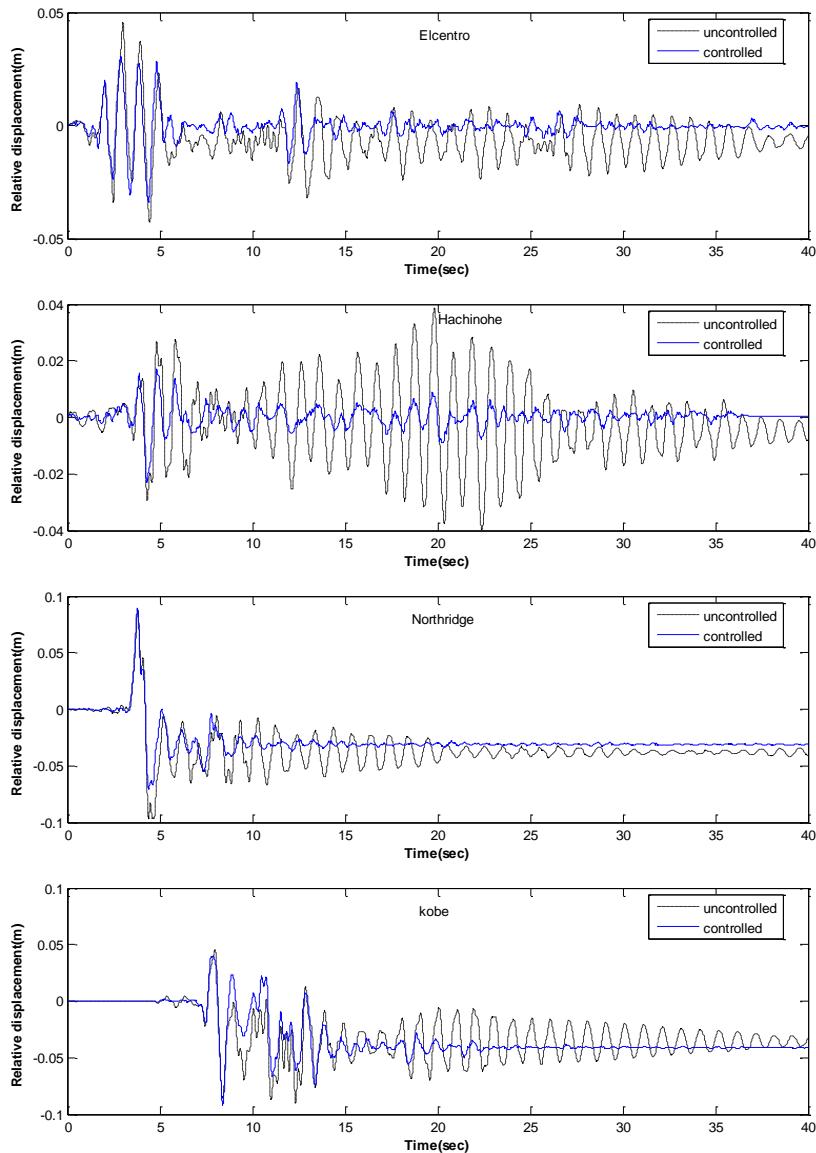 Elcentro
uncontrolled
controlled
Relative displacement(m)
0.05
0
-0.05
0 5 10 15 20 25 30 35 40
Time(sec)
Hachinohe
uncontrolled
controlled
Relative displacement(m)
0.04
0.02
0
-0.02
-0.04
0 5 10 15 20 25 30 35 40
Time(sec)
Northridge
uncontrolled
controlled
Relative displacement(m)
0.1
0.05
0
-0.05
-0.1
0 5 10 15 20 25 30 35 40
Time(sec)
kobe
uncontrolled
controlled
Relative displacement(m)
0.1
0.05
0
-0.05
-0.1
0 5 10 15 20 25 30 35 40
Time(sec)